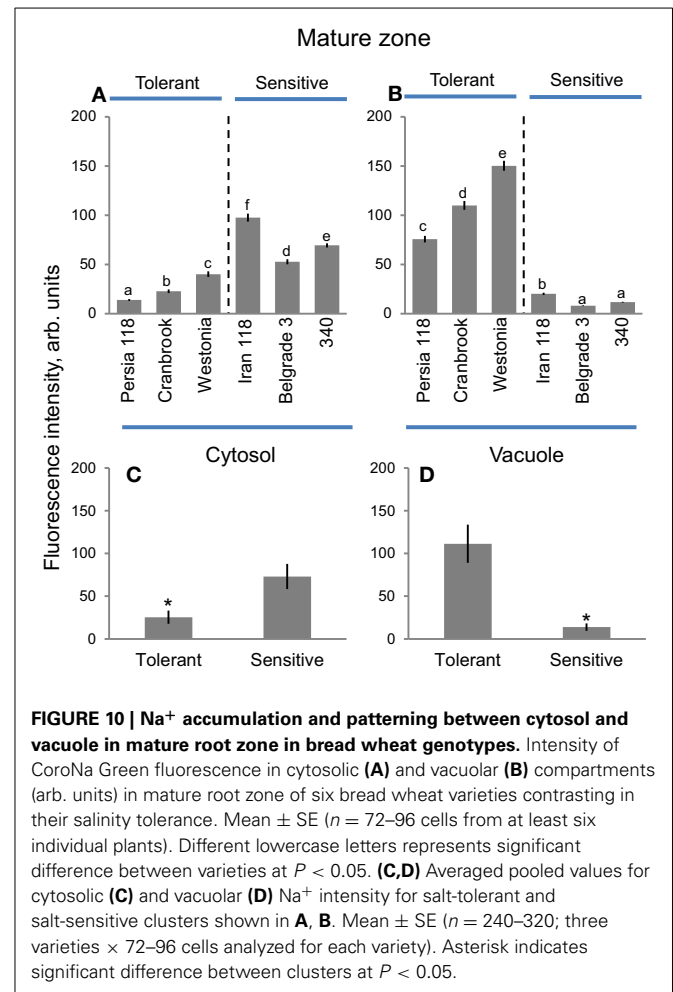 Mature zone
Tolerant Sensitive Tolerant Sensitive
A B
200 200
150 150
100 100
50 50
0 0
a b c f d e
c d e b a a
Persia 118
Cranbrook
Westonia
Iran 118
Belgrade 3
340
Persia 118
Cranbrook
Westonia
Iran 118
Belgrade 3
340
Fluorescence intensity, arb. units
Cytosol Vacuole
C D
200 200
150 150
100 100
50 50
0 0
* *
Tolerant Sensitive Tolerant Sensitive
FIGURE 10 | Na+ accumulation and patterning between cytosol and
vacuole in mature root zone in bread wheat genotypes. Intensity of
CoroNa Green fluorescence in cytosolic (A) and vacuolar (B) compartments
(arb. units) in mature root zone of six bread wheat varieties contrasting in
their salinity tolerance. Mean ± SE (n = 72–96 cells from at least six
individual plants). Different lowercase letters represents significant
difference between varieties at P < 0.05. (C,D) Averaged pooled values for
cytosolic (C) and vacuolar (D) Na+ intensity for salt-tolerant and
salt-sensitive clusters shown in A, B. Mean ± SE (n = 240–320; three
varieties × 72–96 cells analyzed for each variety). Asterisk indicates
significant difference between clusters at P < 0.05.